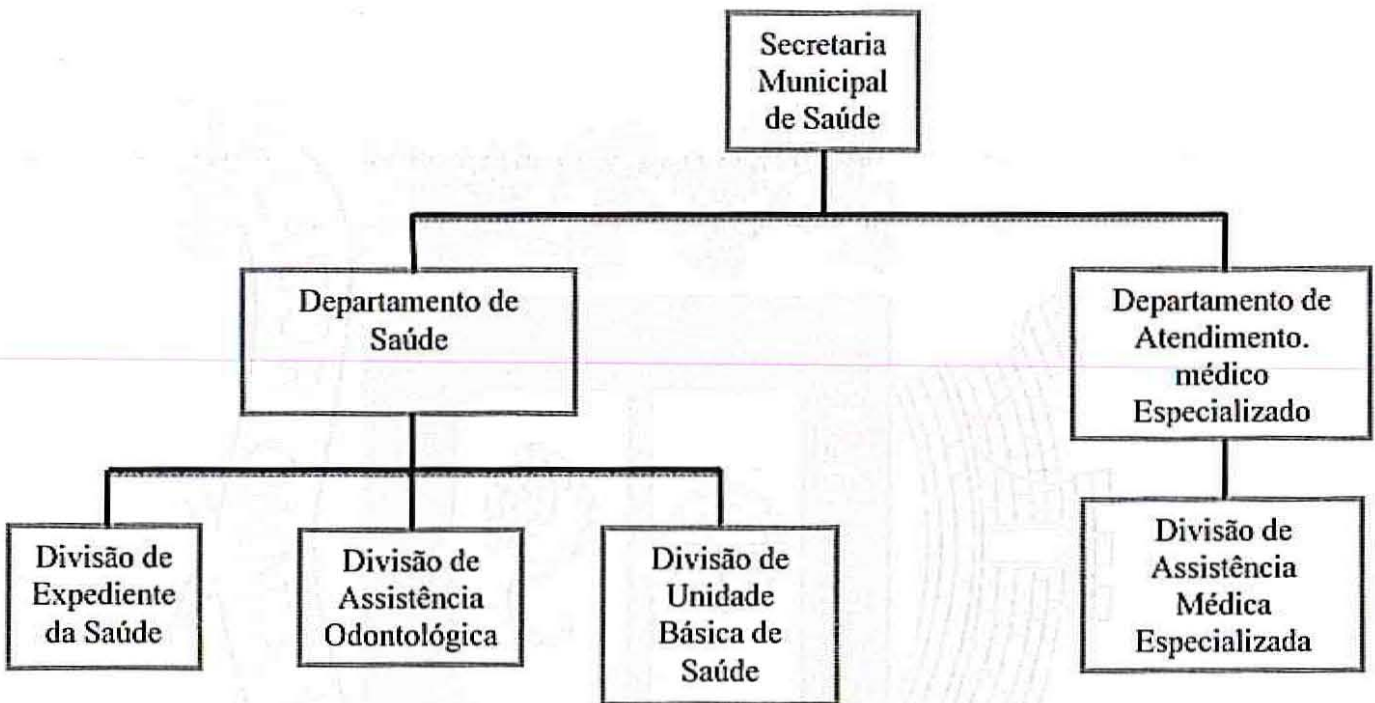 Secretaria
Municipal
de Saúde
Departamento de
Saúde
Departamento de
Atendimento.
médico
Especializado
Divisão de
Expediente
da Saúde
Divisão de
Assistência
Odontológica
Divisão de
Unidade
Básica de
Saúde
Divisão de
Assistência
Médica
Especializada